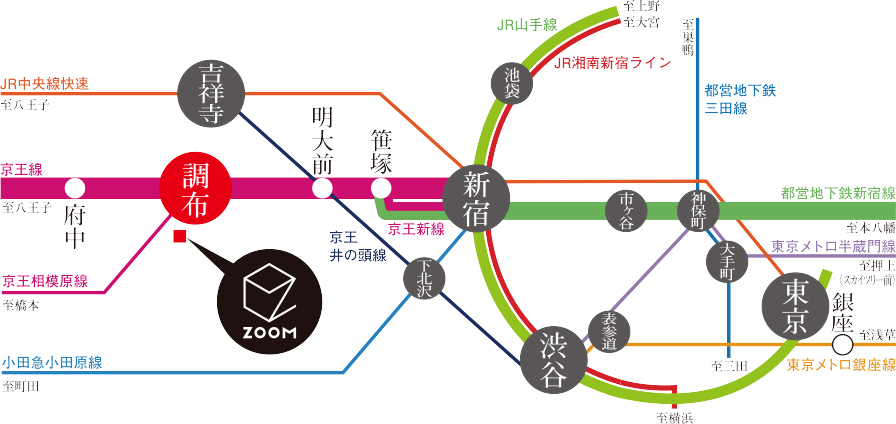 至上野
至大宮
JR山手線
JR湘南新宿ライン
至巣鴨
都営地下鉄
三田線
JR中央線快速
至八王子
吉祥寺
池袋
明大前
笹塚
京王線
至八王子
府中
調布
新宿
京王新線
市ヶ谷
神保町
都営地下鉄新宿線
至本八幡
京王
井の頭線
下北沢
大手町
東京メトロ半蔵門線
至押上
(スカイツリー前)
京王相模原線
至橋本
ZOOM
東京
銀座
表参道
渋谷
至浅草
東京メトロ銀座線
小田急小田原線
至町田
至三田
至横浜